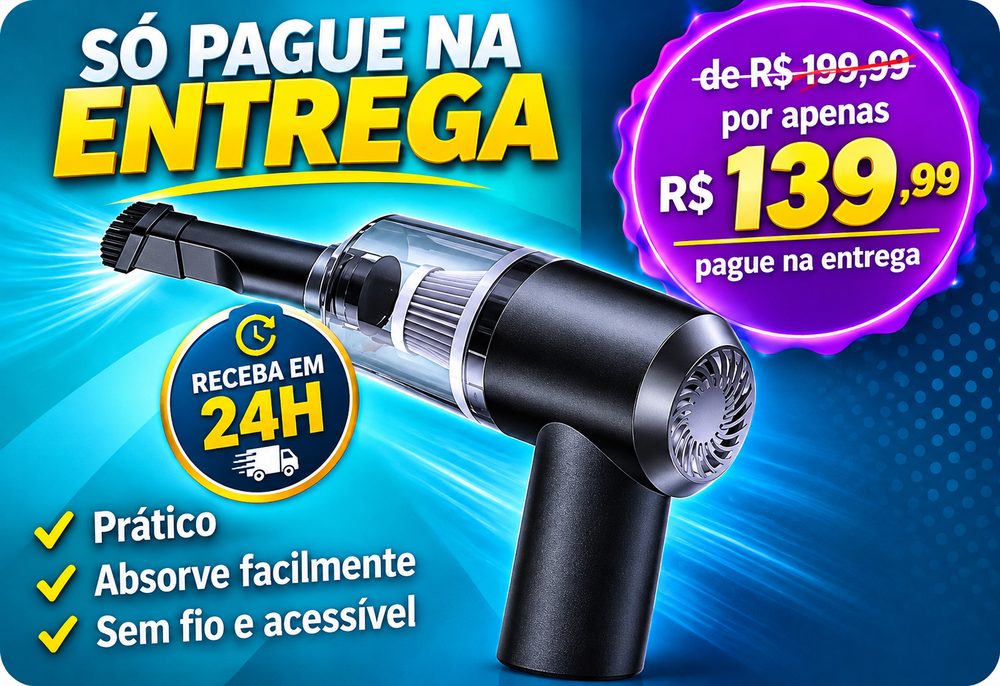 SÓ PAGUE NA
ENTREGA
de R$ 199,99
por apenas
R$ 139,99
pague na entrega
RECEBA EM
24H
Prático
Absorve facilmente
Sem fio e acessível